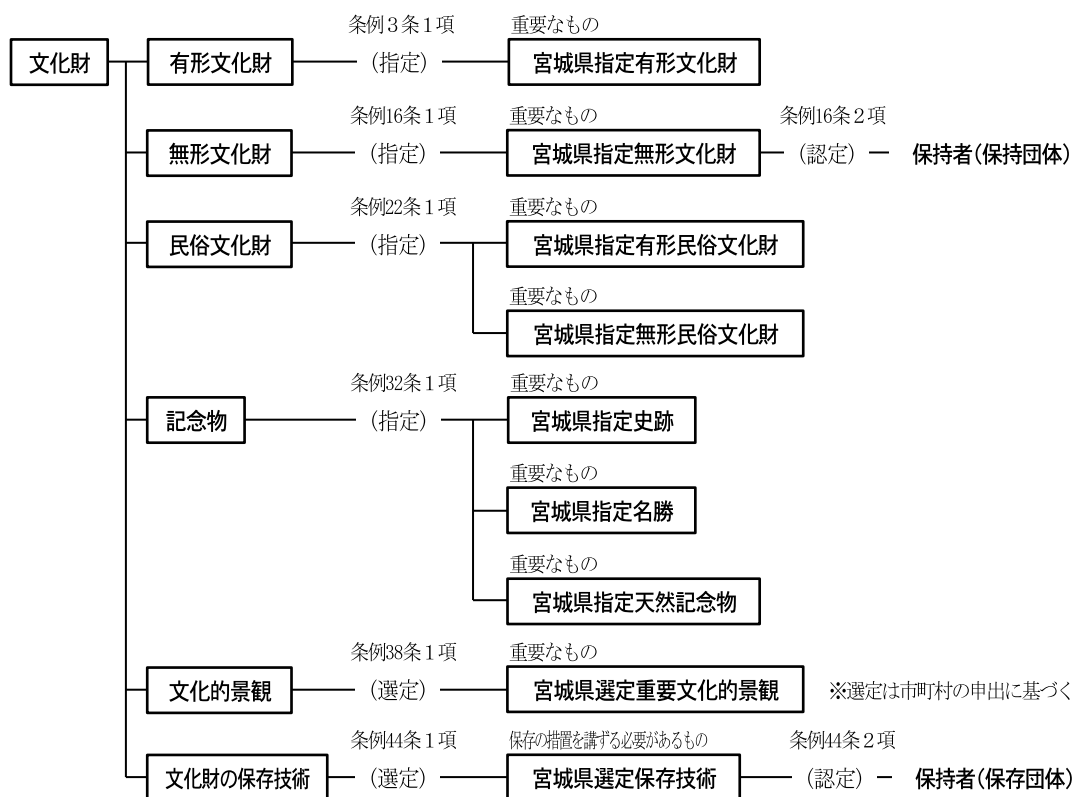 条例３条１項 重要なもの
文化財 有形文化財 （指定） 宮城県指定有形文化財
条例16条１項 重要なもの 条例16条２項
無形文化財 （指定） 宮城県指定無形文化財 （認定） 保持者（保持団体）
条例22条１項 重要なもの
民俗文化財 （指定） 宮城県指定有形民俗文化財
重要なもの
宮城県指定無形民俗文化財
条例32条１項 重要なもの
記念物 （指定） 宮城県指定史跡
重要なもの
宮城県指定名勝
重要なもの
宮城県指定天然記念物
条例38条１項 重要なもの
文化的景観 （選定） 宮城県選定重要文化的景観 ※選定は市町村の申出に基づく
条例44条１項 保存の措置を講ずる必要があるもの 条例44条２項
文化財の保存技術 （選定） 宮城県選定保存技術 （認定） 保持者（保存団体）